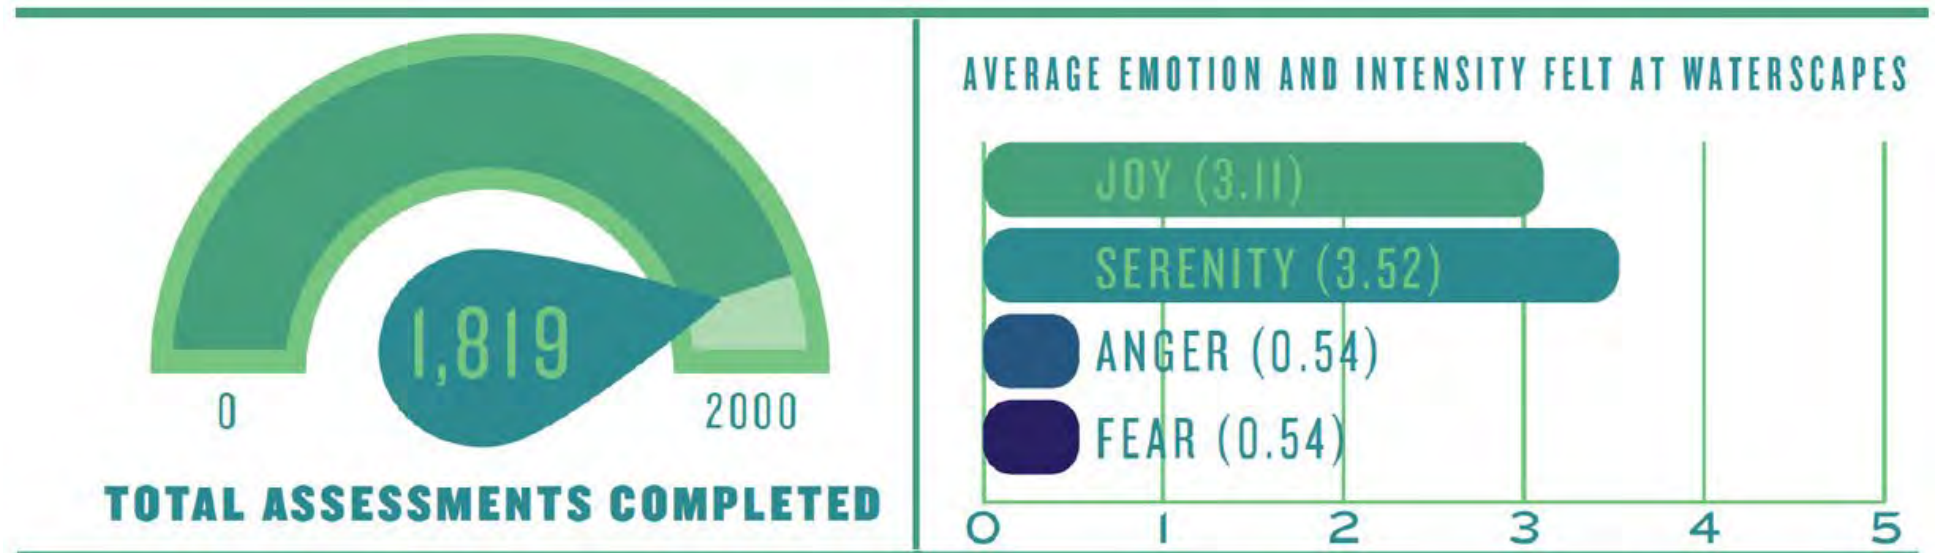 1,819
0
2000
TOTAL ASSESSMENTS COMPLETED
AVERAGE EMOTION AND INTENSITY FELT AT WATERSCAPES
JOY (3.11)
SERENITY (3.52)
ANGER (0.54)
FEAR (0.54)
0 1 2 3 4 5